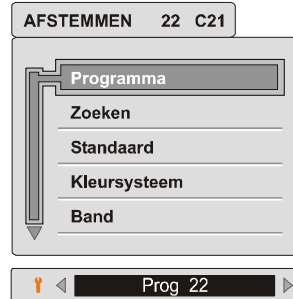 AFSTEMMEN 22 C21
Programma
Zoeken
Standaard
Kleursysteem
Band
Prog 22